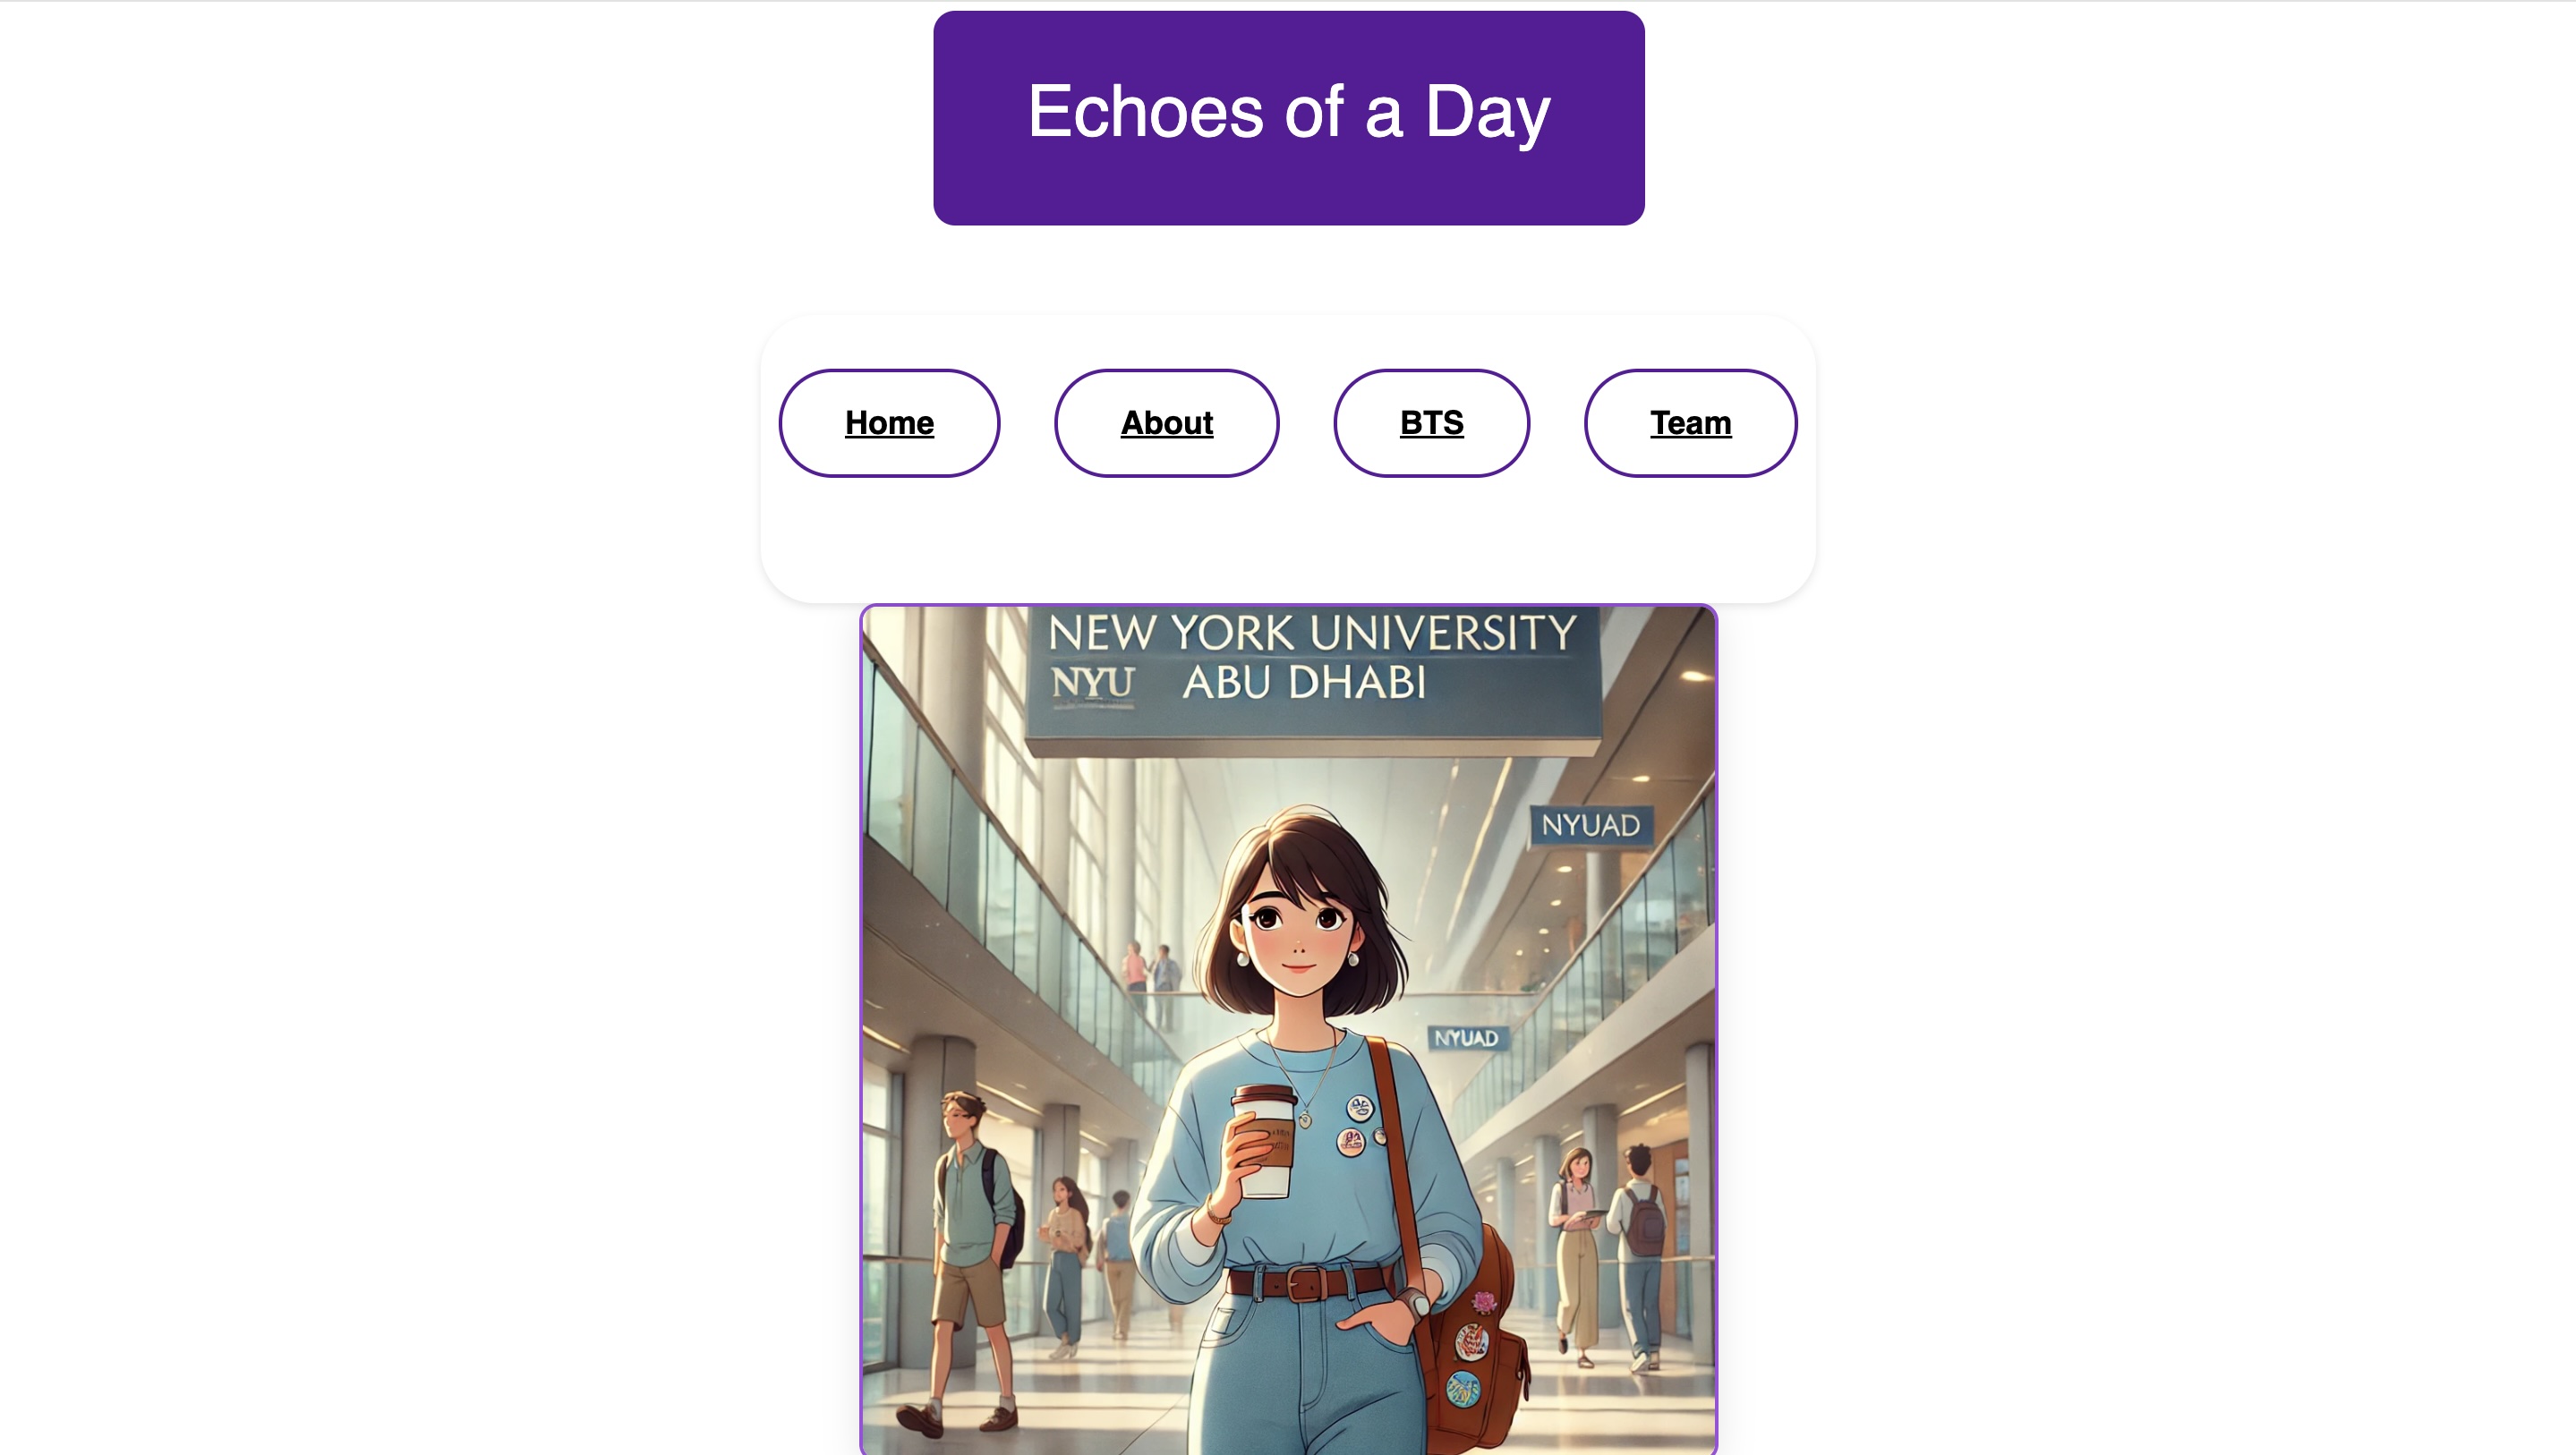 Echoes of a Day
Home About BTS Team
NEW YORK UNIVERSITY
NYU ABU DHABI
NYUAD
NYUAD